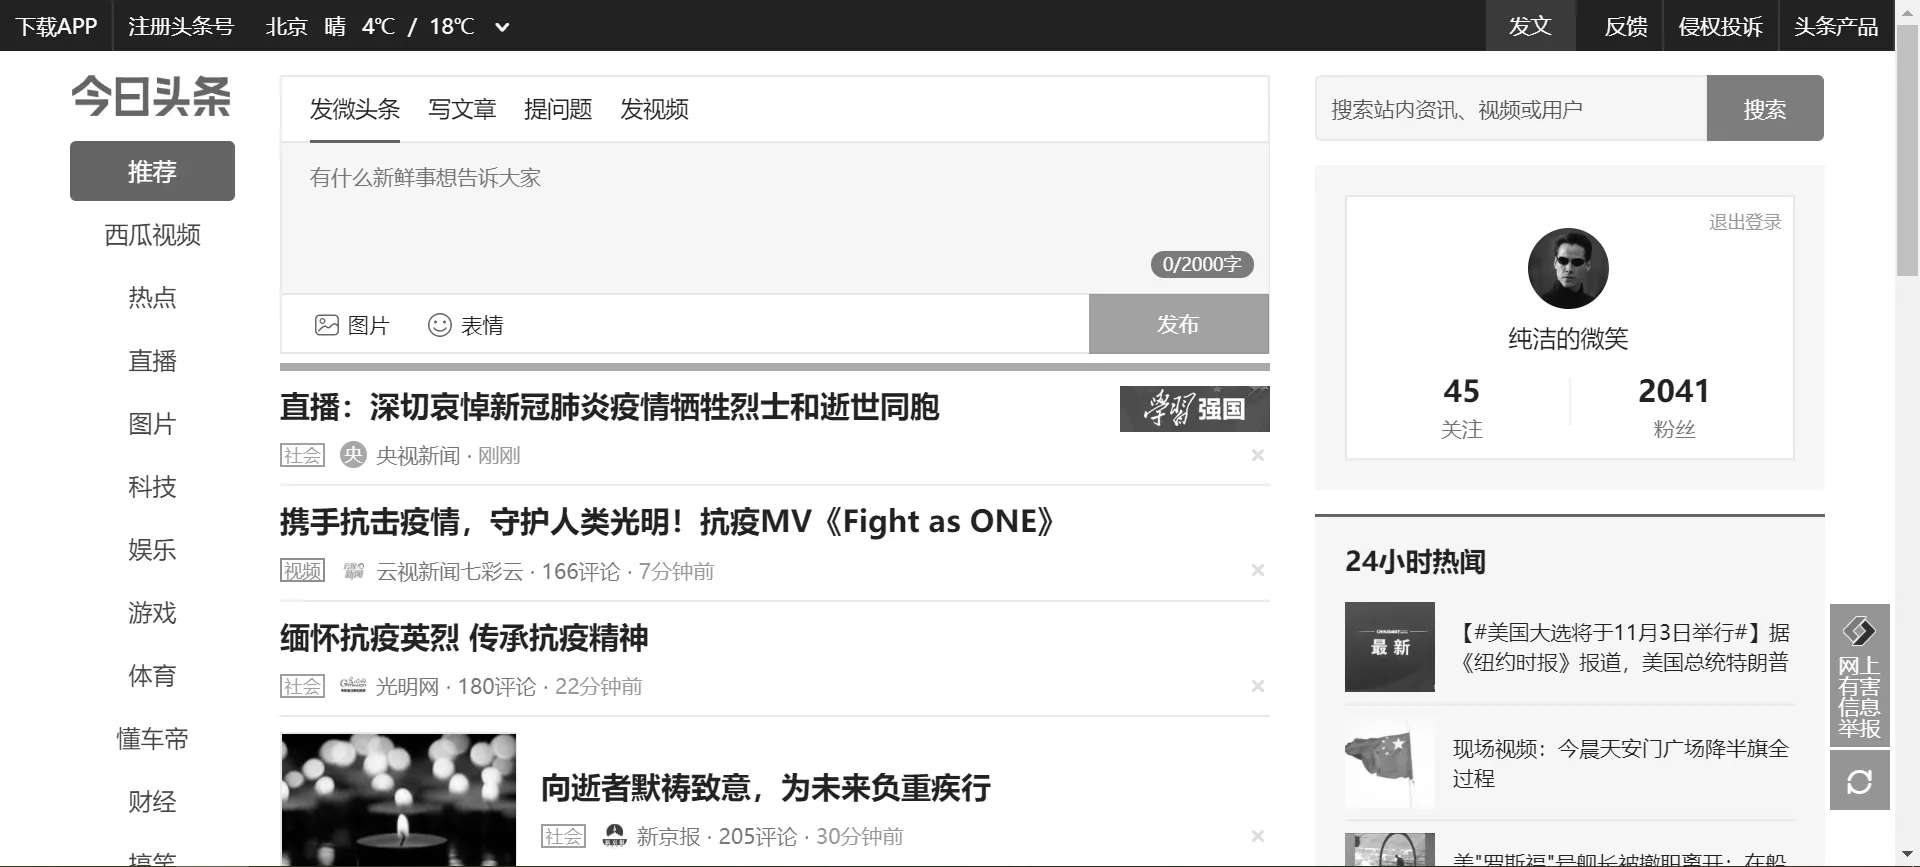 下载APP
注册头条号
北京 晴 4℃ / 18℃
发文
反馈
侵权投诉
头条产品
今日头条
推荐
西瓜视频
热点
直播
图片
科技
娱乐
游戏
体育
懂车帝
财经
搞笑
发微头条
写文章
提问题
发视频
有什么新鲜事想告诉大家
0/2000字
图片
表情
发布
直播：深切哀悼新冠肺炎疫情牺牲烈士和逝世同胞
学习强国
社会 央 央视新闻 · 刚刚
携手抗击疫情，守护人类光明！抗疫MV《Fight as ONE》
视频 云视新闻七彩云 · 166评论 · 7分钟前
缅怀抗疫英烈 传承抗疫精神
社会 光明网 · 180评论 · 22分钟前
向逝者默祷致意，为未来负重疾行
社会 新京报 · 205评论 · 30分钟前
搜索站内资讯、视频或用户
搜索
退出登录
纯洁的微笑
45
关注
2041
粉丝
24小时热闻
最新
【#美国大选将于11月3日举行#】据
《纽约时报》报道，美国总统特朗普
现场视频：今晨天安门广场降半旗全
过程
美"罗斯福"号舰长被撤职离开：在船
网上
有害
信息
举报